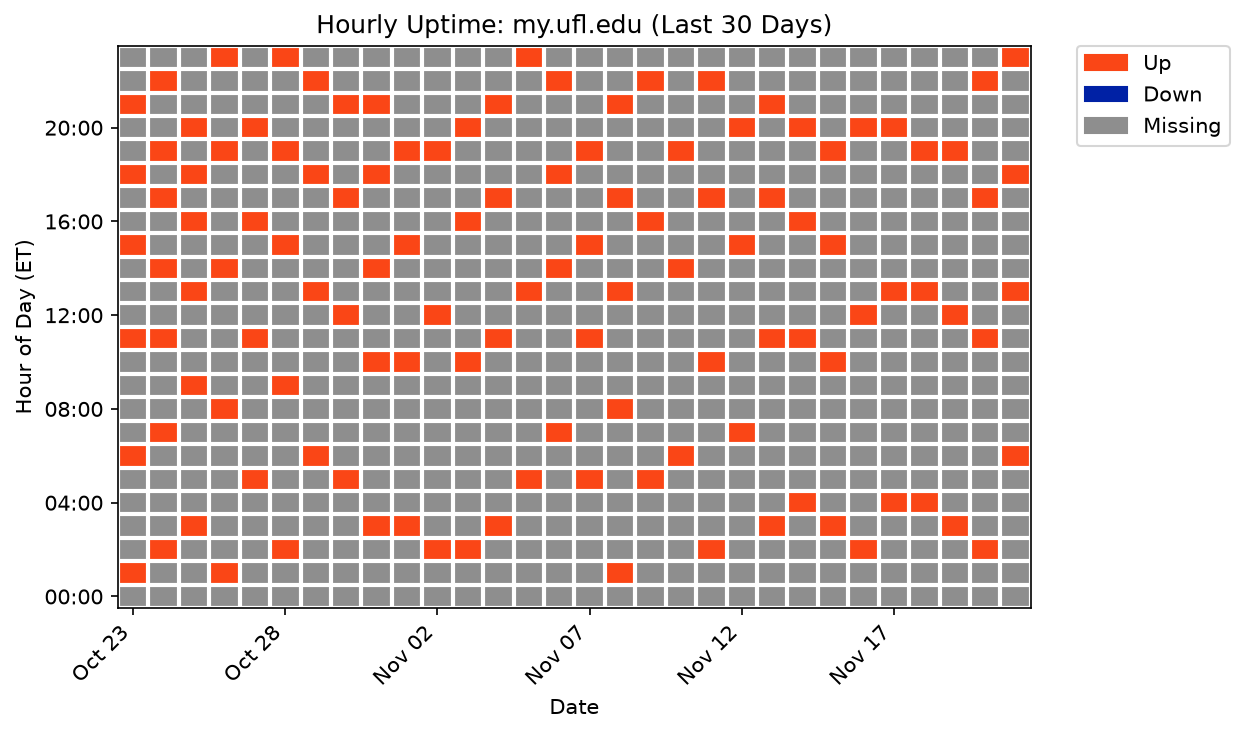 Hourly Uptime: my.ufl.edu (Last 30 Days)
Up
Down
Missing
Hour of Day (ET)
20:00
16:00
12:00
08:00
04:00
00:00
Oct 23
Oct 28
Nov 02
Nov 07
Nov 12
Nov 17
Date